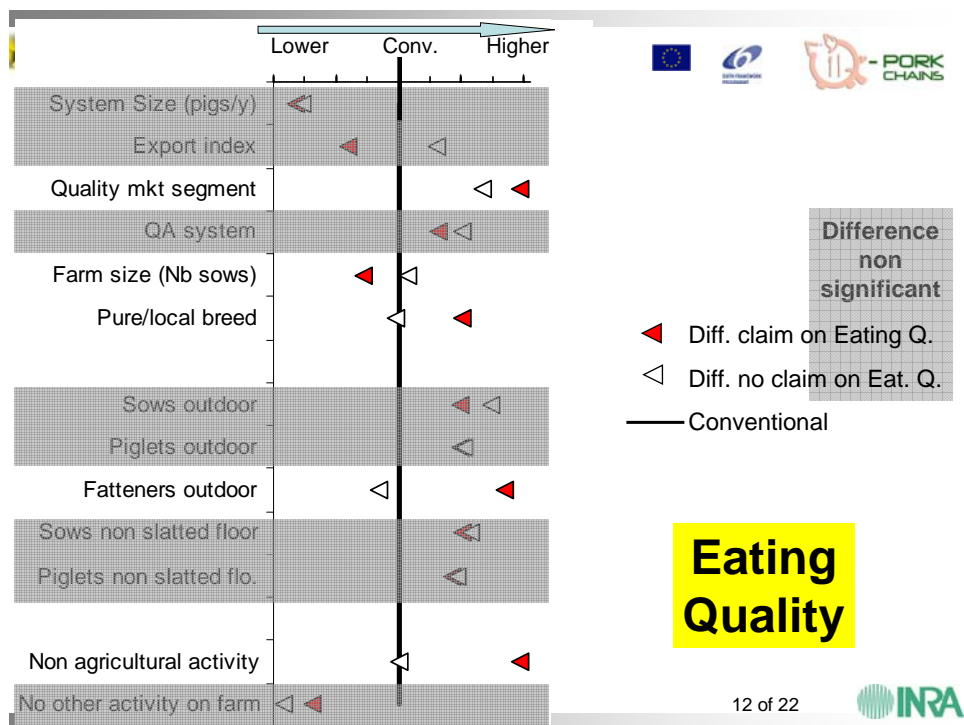 Lower Conv. Higher
System Size (pigs/y)
Export index
Quality mkt segment
QA system
Farm size (Nb sows)
Pure/local breed
Sows outdoor
Piglets outdoor
Fatteners outdoor
Sows non slatted floor
Piglets non slatted flo.
Non agricultural activity
No other activity on farm
- PORK
CHAINS
Difference
non
significant
Diff. claim on Eating Q.
Diff. no claim on Eat. Q.
Conventional
Eating
Quality
12 of 22
INRA